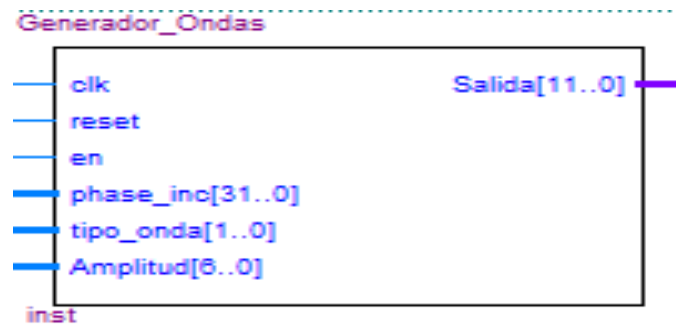 Generador_Ondas
clk
Salida[11..0]
reset
en
phase_inc[31..0]
tipo_onda[1..0]
Amplitud[6..0]
inst